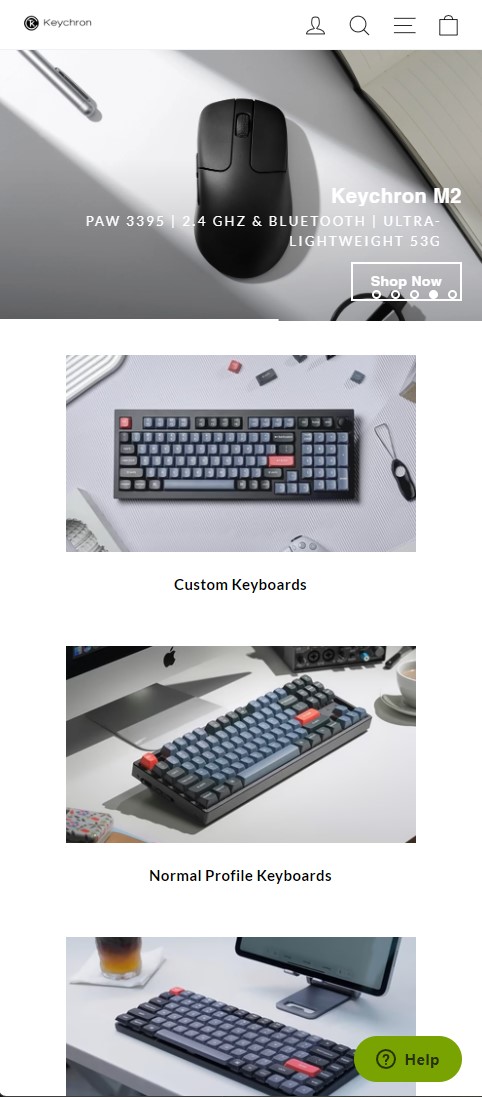 Keychron
Keychron M2
PAW 3395 | 2.4 GHZ & BLUETOOTH | ULTRA-
LIGHTWEIGHT 53G
Shop Now
Custom Keyboards
Normal Profile Keyboards
Help